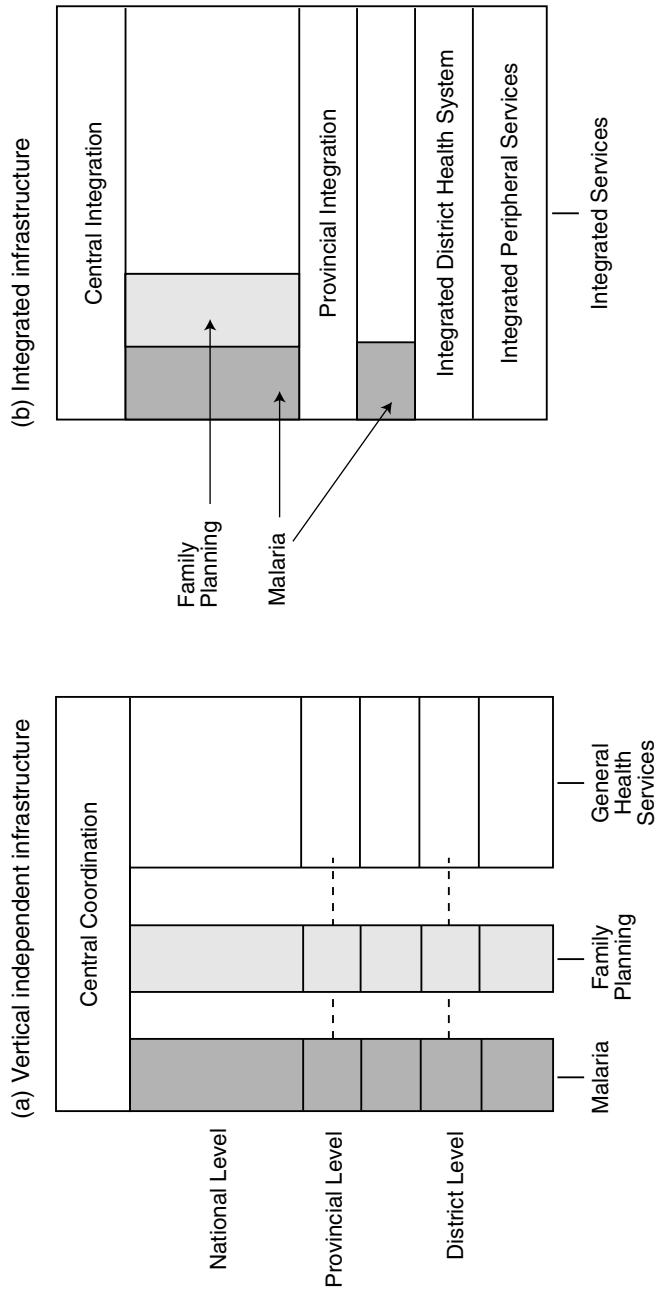 (a) Vertical independent infrastructure
Central Coordination
National Level
Provincial Level
District Level
Malaria
Family
Planning
General
Health
Services
(b) Integrated infrastructure
Central Integration
Family
Planning
Malaria
Provincial Integration
Integrated District Health System
Integrated Peripheral Services
Integrated Services